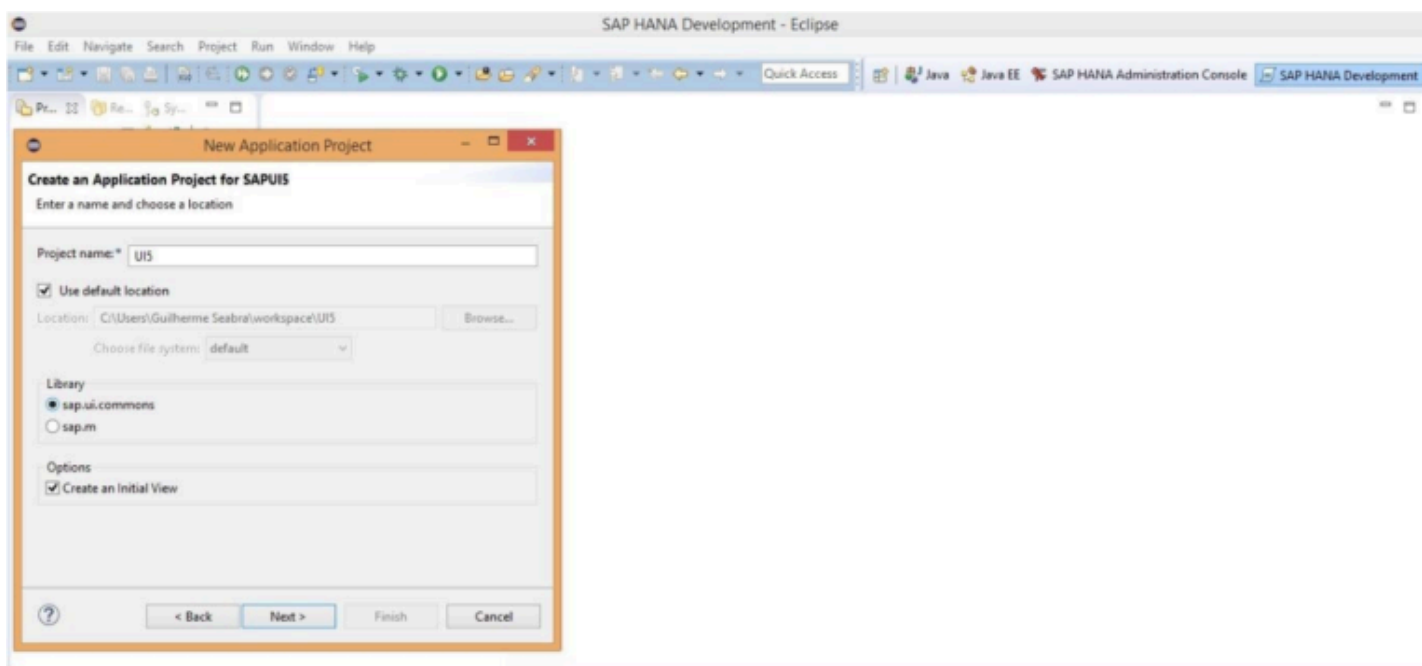 SAP HANA Development - Eclipse
File Edit Navigate Search Project Run Window Help
Quick Access Java Java EE SAP HANA Administration Console SAP HANA Development
Pr... Re... Sy...
New Application Project
Create an Application Project for SAPUI5
Enter a name and choose a location
Project name:* UI5
Use default location
Location: C:\Users\Guilherme Seabra\workspace\UI5 Browse...
Choose file system: default
Library
sap.ui.commons
sap.m
Options
Create an Initial View
? < Back Next > Finish Cancel